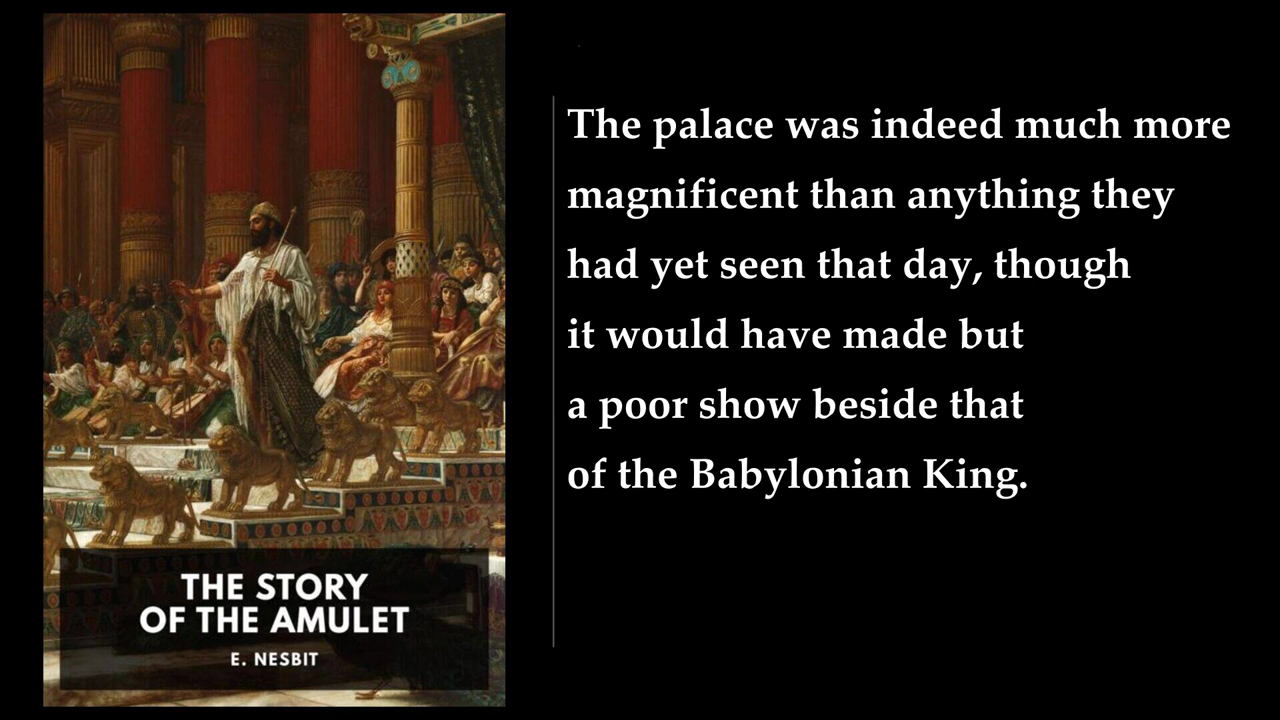 The palace was indeed much more
magnificent than anything they
had yet seen that day, though
it would have made but
a poor show beside that
of the Babylonian King.
THE STORY
OF THE AMULET
E. NESBIT